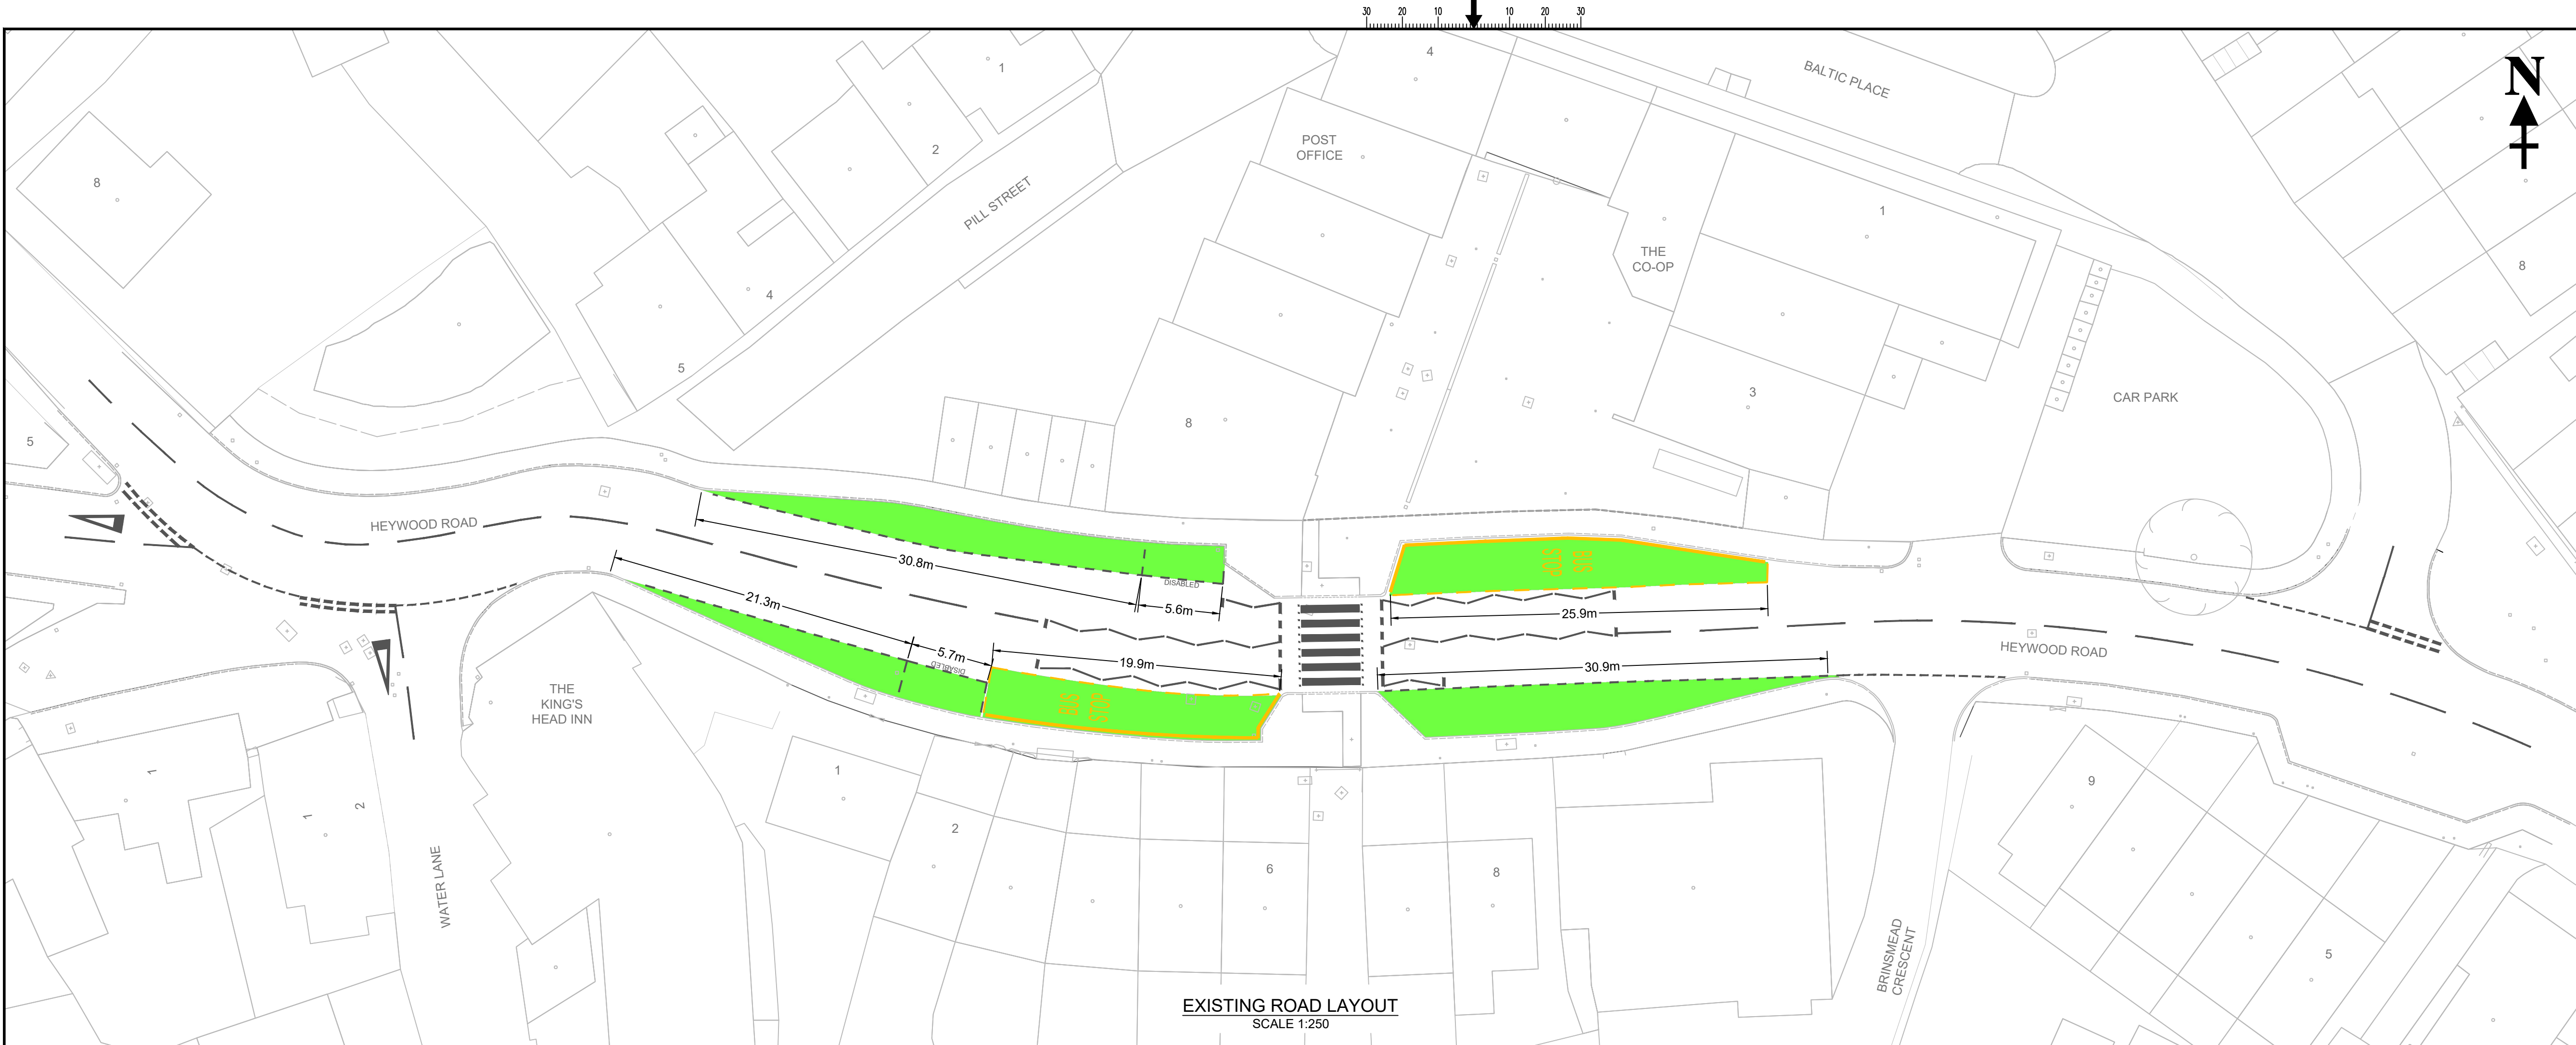 30 20 10 10 20 30
N
4
BALTIC PLACE
1
2
POST
OFFICE
8
PILL STREET
1
THE
CO-OP
8
4
5
3
CAR PARK
8
5
HEYWOOD ROAD
30.8m
DISABLED
5.6m
BUS
STOP
25.9m
21.3m
5.7m
DISABLED
19.9m
BUS
STOP
30.9m
HEYWOOD ROAD
THE
KING'S
HEAD INN
1
1
2
WATER LANE
1
2
6
8
9
BRINSMEAD
CRESCENT
5
EXISTING ROAD LAYOUT
SCALE 1:250